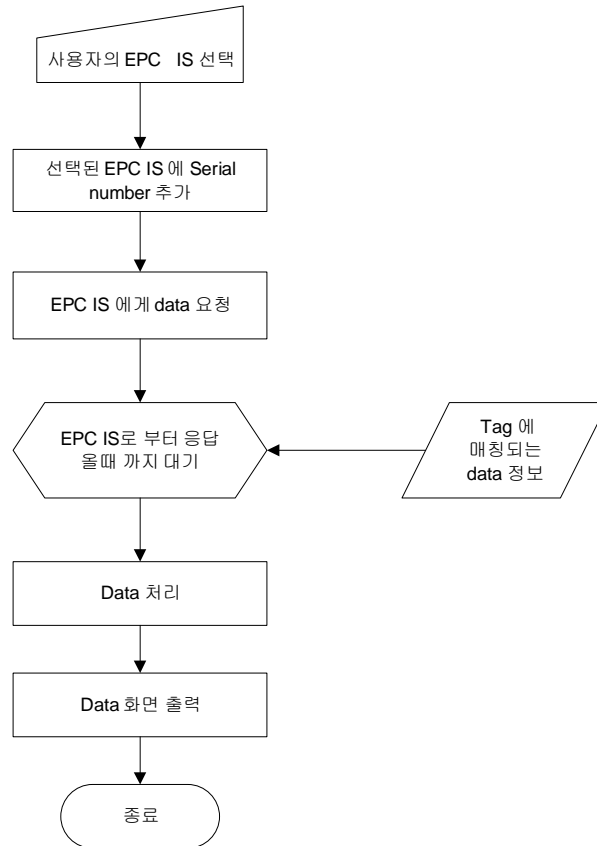 사용자의 EPC IS 선택
선택된 EPC IS 에 Serial
number 추가
EPC IS 에게 data 요청
EPC IS로 부터 응답
올때 까지 대기
Tag 에
매칭되는
data 정보
Data 처리
Data 화면 출력
종료